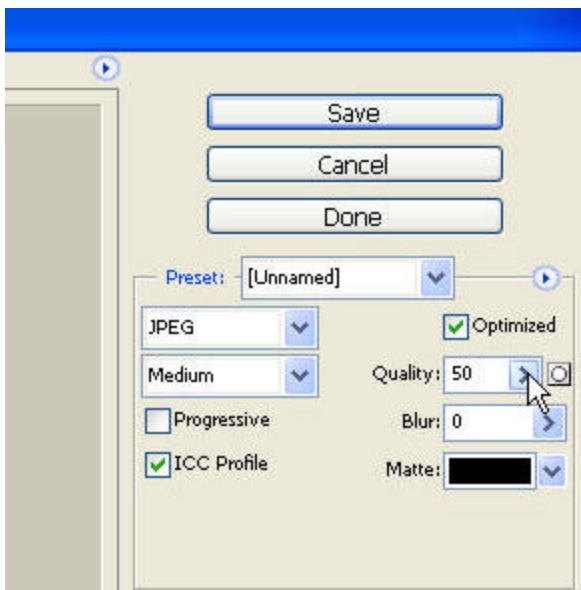 Save
Cancel
Done
Preset: [Unnamed]
JPEG
Optimized
Medium
Quality: 50
Progressive
Blur: 0
ICC Profile
Matte: